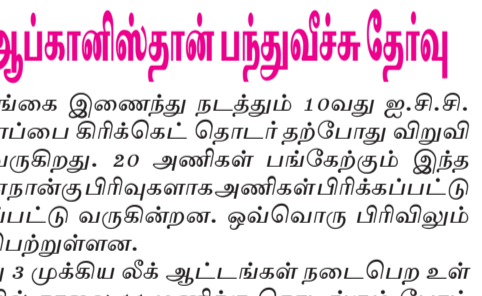 ஆப்கானிஸ்தான் பந்துவீச்சு தேர்வு
ங்கை இணைந்து நடத்தும் 10வது ஐ.சி.சி.
கிரிக்கெட் தொடர் தற்போது விறுவி
வருகிறது. 20 அணிகள் பங்கேற்கும் இந்த
நான்குபிரிவுகளாகஅணிகள்பிரிக்கப்பட்டு
ப்பட்டு வருகின்றன. ஒவ்வொரு பிரிவிலும்
பெற்றுள்ளன.
3 முக்கிய லீக் ஆட்டங்கள் நடைபெற உள்